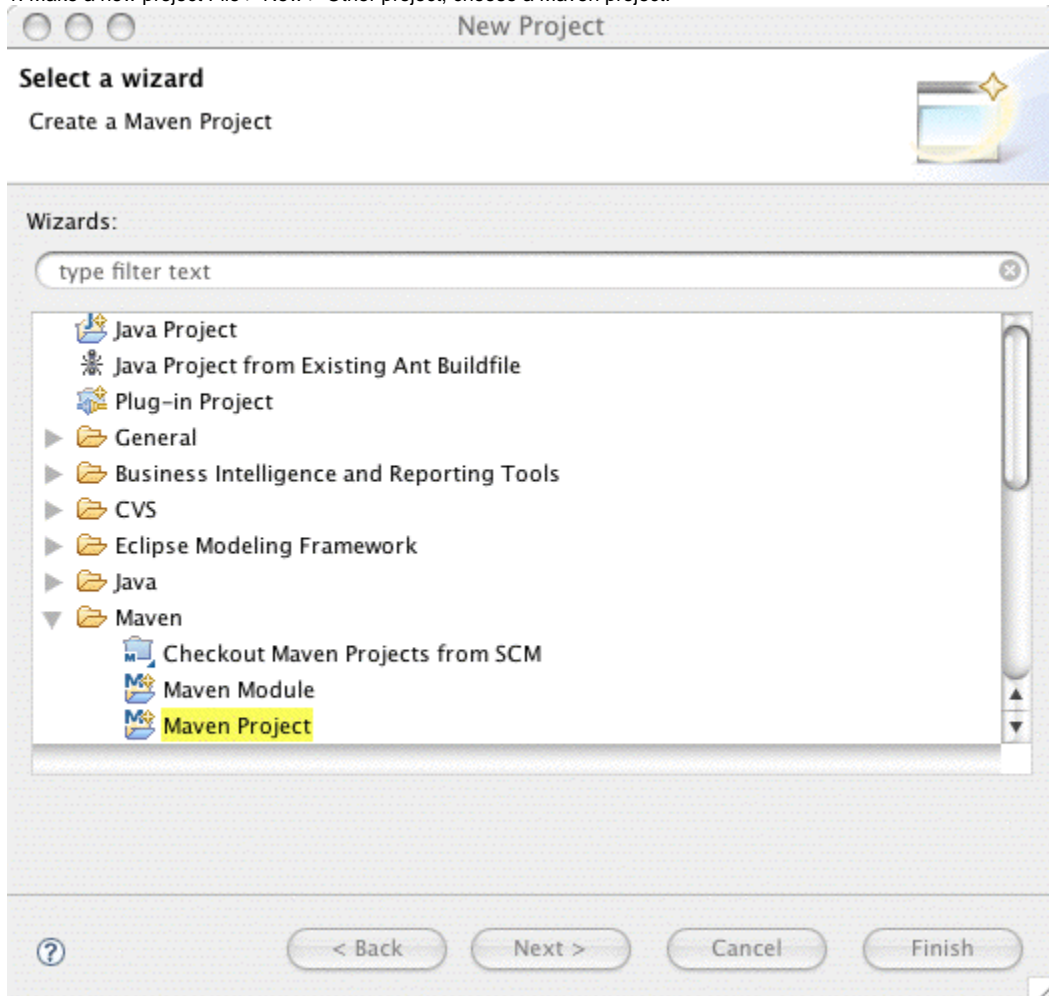 New Project
Select a wizard
Create a Maven Project
Wizards:
type filter text
Java Project
Java Project from Existing Ant Buildfile
Plug-in Project
General
Business Intelligence and Reporting Tools
CVS
Eclipse Modeling Framework
Java
Maven
Checkout Maven Projects from SCM
Maven Module
Maven Project
?
< Back
Next >
Cancel
Finish